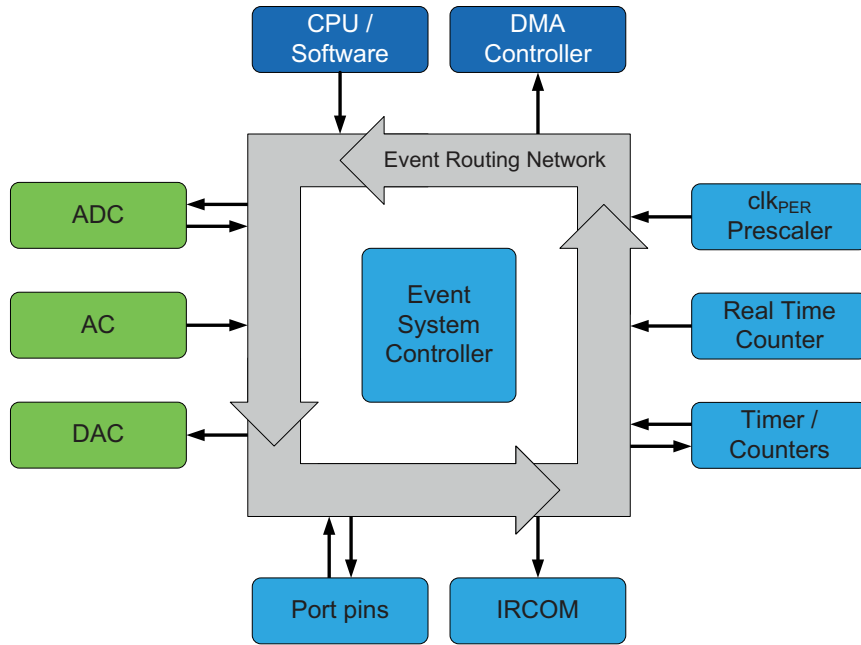 CPU /
Software
DMA
Controller
Event Routing Network
ADC
clkPER
Prescaler
Event
System
Controller
AC
Real Time
Counter
DAC
Timer /
Counters
Port pins
IRCOM